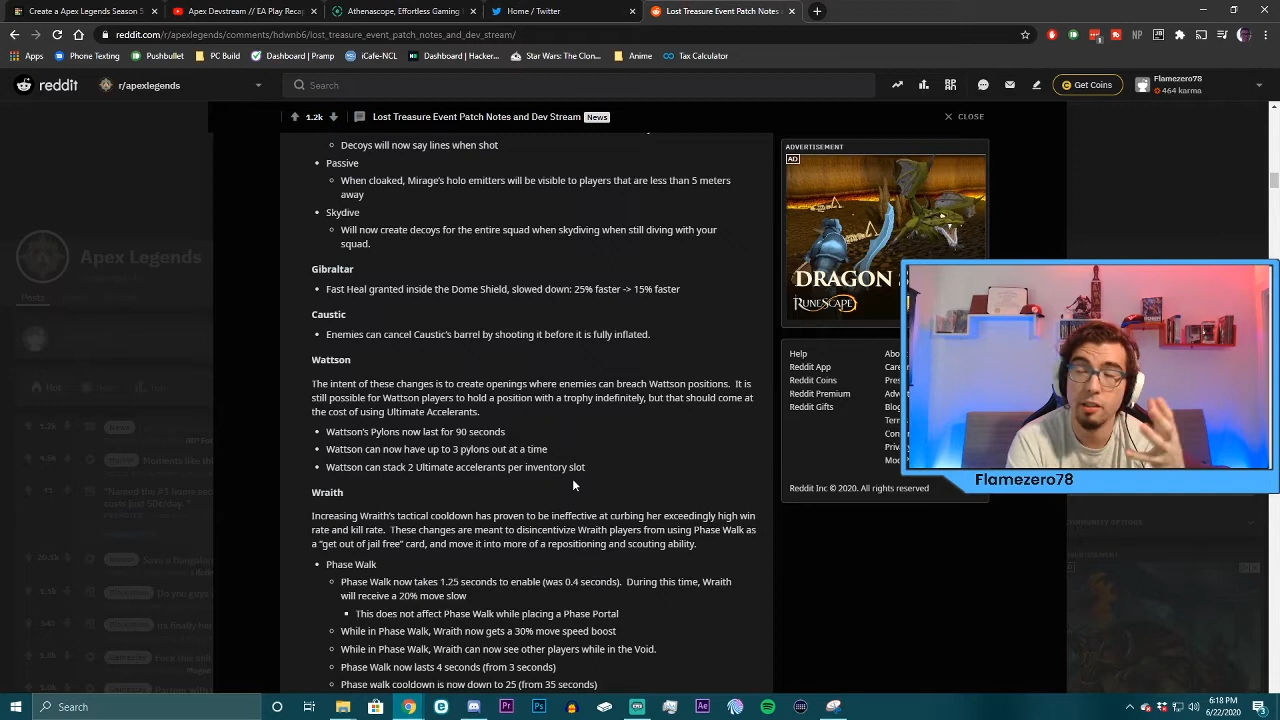 Create a Apex Legends Season 5
Apex Devstream // EA Play Recap
Athenascope, Effortless Gaming
Home / Twitter
Lost Treasure Event Patch Notes
reddit.com/r/apexlegends/comments/hdwnb6/lost_treasure_event_patch_notes_and_dev_stream/
Apps
Phone Texting
Pushbullet
PC Build
Dashboard | Pramp
iCafe-NCL
Dashboard | Hacker...
Star Wars: The Clon...
Anime
Tax Calculator
reddit
r/apexlegends
Search
Get Coins
Flamezero78
464 karma
1.2k
Lost Treasure Event Patch Notes and Dev Stream
News
CLOSE
Decoys will now say lines when shot
Passive
When cloaked, Mirage's holo emitters will be visible to players that are less than 5 meters
away
Skydive
Will now create decoys for the entire squad when skydiving when still diving with your
squad.
Gibraltar
Fast Heal granted inside the Dome Shield, slowed down: 25% faster -> 15% faster
Caustic
Enemies can cancel Caustic's barrel by shooting it before it is fully inflated.
Wattson
The intent of these changes is to create openings where enemies can breach Wattson positions. It is
still possible for Wattson players to hold a position with a trophy indefinitely, but that should come at
the cost of using Ultimate Accelerants.
Wattson's Pylons now last for 90 seconds
Wattson can now have up to 3 pylons out at a time
Wattson can stack 2 Ultimate accelerants per inventory slot
Wraith
Increasing Wraith's tactical cooldown has proven to be ineffective at curbing her exceedingly high win
rate and kill rate. These changes are meant to disincentivize Wraith players from using Phase Walk as
a "get out of jail free" card, and move it into more of a repositioning and scouting ability.
Phase Walk
Phase Walk now takes 1.25 seconds to enable (was 0.4 seconds). During this time, Wraith
will receive a 20% move slow
This does not affect Phase Walk while placing a Phase Portal
While in Phase Walk, Wraith now gets a 30% move speed boost
While in Phase Walk, Wraith can now see other players while in the Void.
Phase Walk now lasts 4 seconds (from 3 seconds)
Phase walk cooldown is now down to 25 (from 35 seconds)
ADVERTISEMENT
AD
DRAGON
RUNESCAPE
Help
Reddit App
Reddit Coins
Reddit Premium
Reddit Gifts
Reddit Inc © 2020. All rights reserved
Apex Legends
Posts
Hot
COMMUNITY OPTIONS
Flamezero78
Search
6:18 PM
6/22/2020